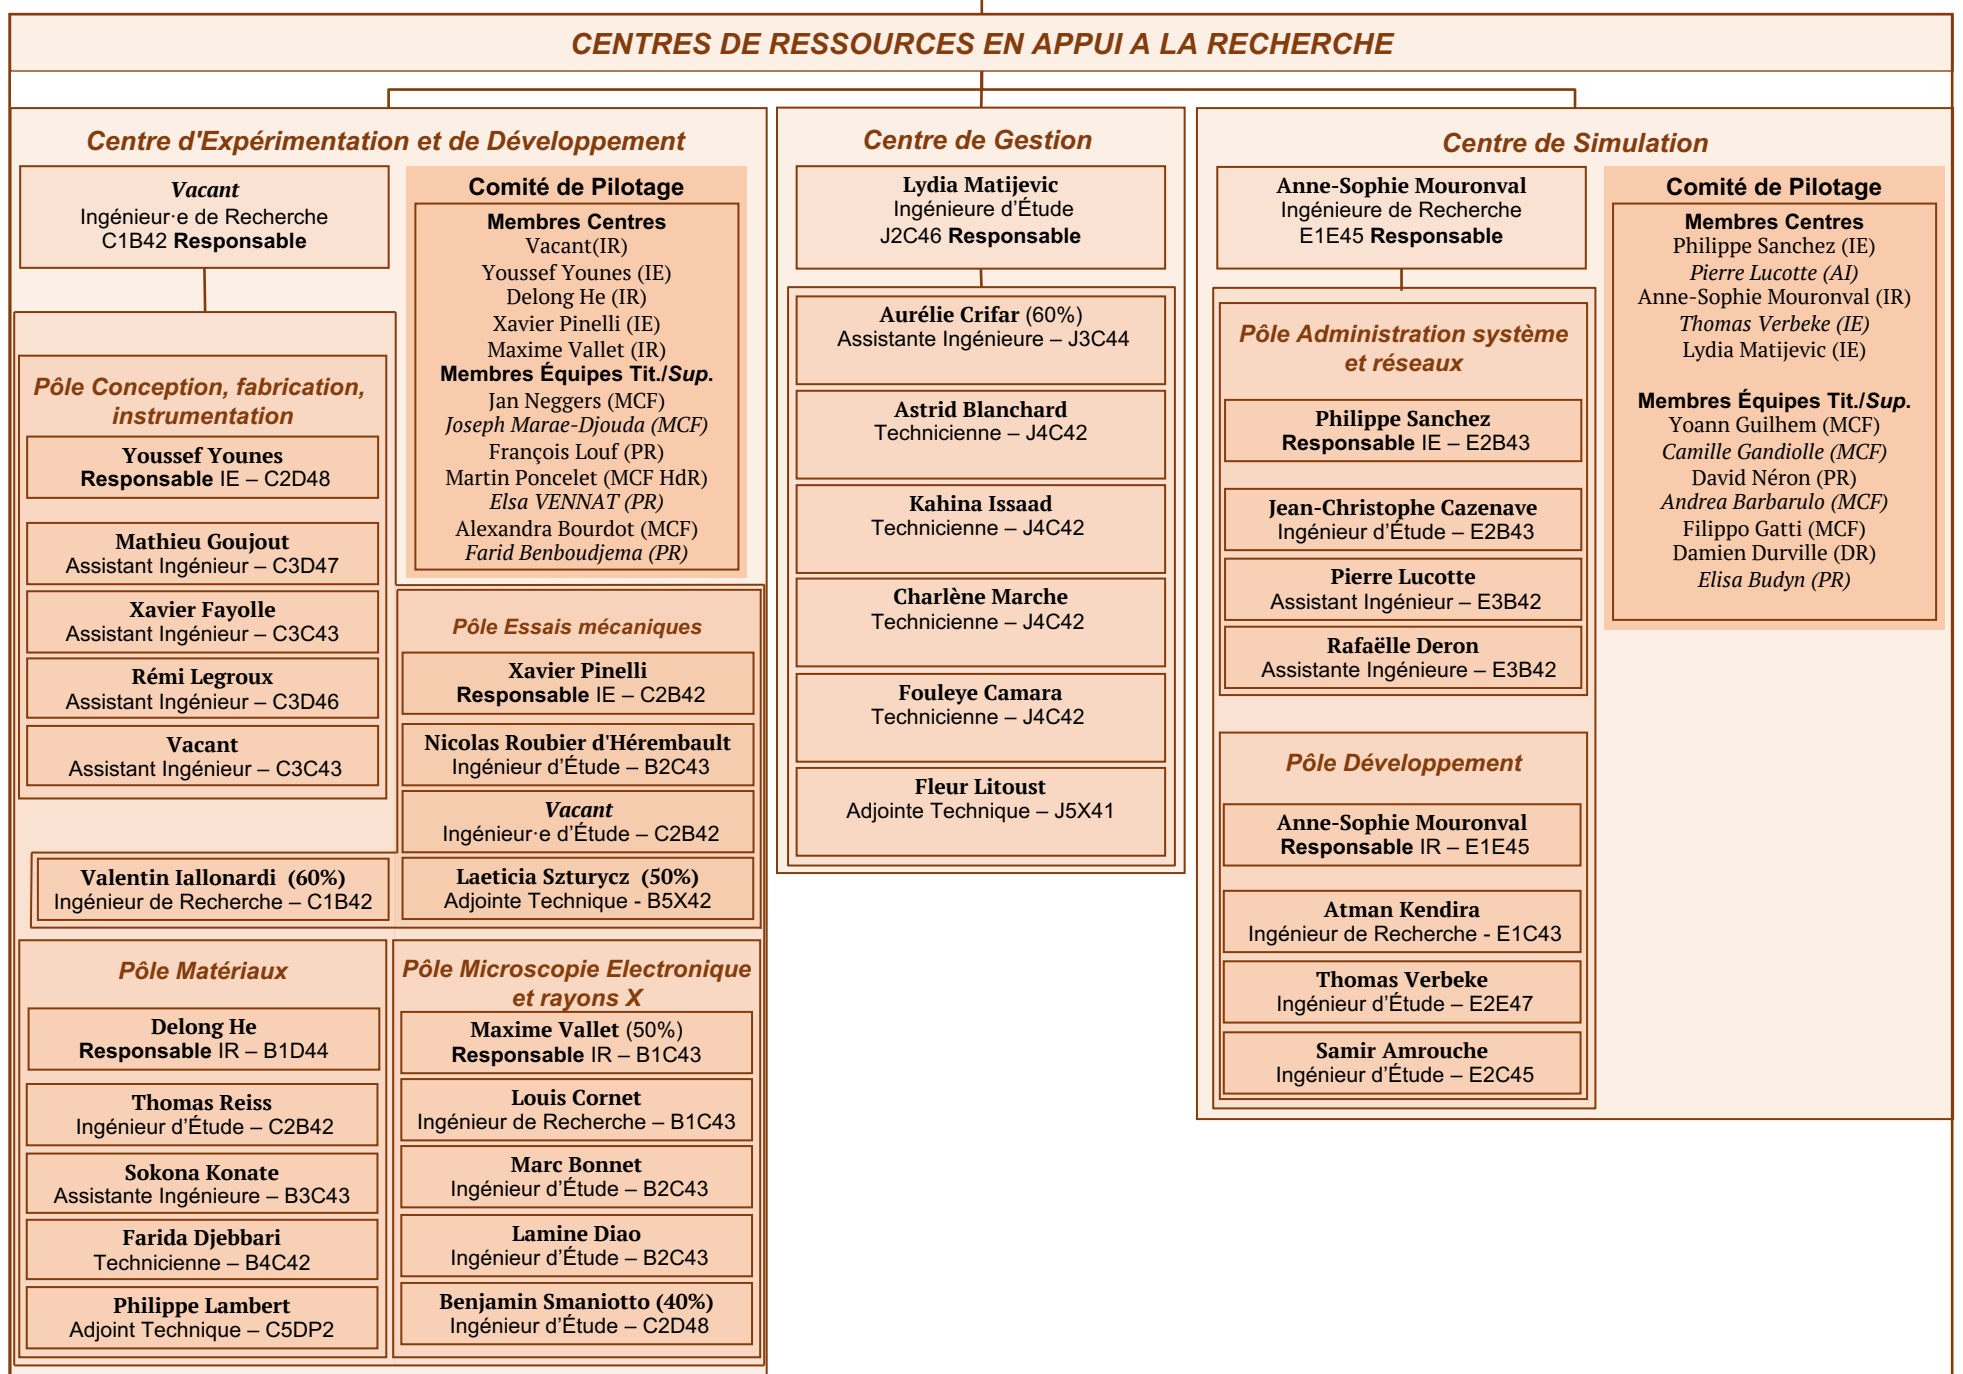 CENTRES DE RESSOURCES EN APPUI A LA RECHERCHE
Centre d'Expérimentation et de Développement
Vacant
Ingénieur·e de Recherche
C1B42 Responsable
Comité de Pilotage
Membres Centres
Vacant(IR)
Youssef Younes (IE)
Delong He (IR)
Xavier Pinelli (IE)
Maxime Vallet (IR)
Membres Équipes Tit./Sup.
Jan Neggers (MCF)
Joseph Marae-Djouda (MCF)
François Louf (PR)
Martin Poncelet (MCF HdR)
Elsa VENNAT (PR)
Alexandra Bourdot (MCF)
Farid Benboudjema (PR)
Pôle Conception, fabrication,
instrumentation
Youssef Younes
Responsable IE – C2D48
Mathieu Goujout
Assistant Ingénieur – C3D47
Xavier Fayolle
Assistant Ingénieur – C3C43
Rémi Legroux
Assistant Ingénieur – C3D46
Vacant
Assistant Ingénieur – C3C43
Pôle Essais mécaniques
Xavier Pinelli
Responsable IE – C2B42
Nicolas Roubier d'Hérembault
Ingénieur d'Étude – B2C43
Vacant
Ingénieur·e d'Étude – C2B42
Valentin Iallonardi (60%)
Ingénieur de Recherche – C1B42
Laeticia Szturycz (50%)
Adjointe Technique - B5X42
Pôle Matériaux
Delong He
Responsable IR – B1D44
Thomas Reiss
Ingénieur d'Étude – C2B42
Sokona Konate
Assistante Ingénieure – B3C43
Farida Djebbari
Technicienne – B4C42
Philippe Lambert
Adjoint Technique – C5DP2
Pôle Microscopie Electronique
et rayons X
Maxime Vallet (50%)
Responsable IR – B1C43
Louis Cornet
Ingénieur de Recherche – B1C43
Marc Bonnet
Ingénieur d'Étude – B2C43
Lamine Diao
Ingénieur d'Étude – B2C43
Benjamin Smaniotto (40%)
Ingénieur d'Étude – C2D48
Centre de Gestion
Lydia Matijevic
Ingénieure d'Étude
J2C46 Responsable
Aurélie Crifar (60%)
Assistante Ingénieure – J3C44
Astrid Blanchard
Technicienne – J4C42
Kahina Issaad
Technicienne – J4C42
Charlène Marche
Technicienne – J4C42
Fouleye Camara
Technicienne – J4C42
Fleur Litoust
Adjointe Technique – J5X41
Centre de Simulation
Anne-Sophie Mouronval
Ingénieure de Recherche
E1E45 Responsable
Pôle Administration système
et réseaux
Philippe Sanchez
Responsable IE – E2B43
Jean-Christophe Cazenave
Ingénieur d'Étude – E2B43
Pierre Lucotte
Assistant Ingénieur – E3B42
Rafaëlle Deron
Assistante Ingénieure – E3B42
Pôle Développement
Anne-Sophie Mouronval
Responsable IR – E1E45
Atman Kendira
Ingénieur de Recherche - E1C43
Thomas Verbeke
Ingénieur d'Étude – E2E47
Samir Amrouche
Ingénieur d'Étude – E2C45
Comité de Pilotage
Membres Centres
Philippe Sanchez (IE)
Pierre Lucotte (AI)
Anne-Sophie Mouronval (IR)
Thomas Verbeke (IE)
Lydia Matijevic (IE)
Membres Équipes Tit./Sup.
Yoann Guilhem (MCF)
Camille Gandiolle (MCF)
David Néron (PR)
Andrea Barbarulo (MCF)
Filippo Gatti (MCF)
Damien Durville (DR)
Elisa Budyn (PR)